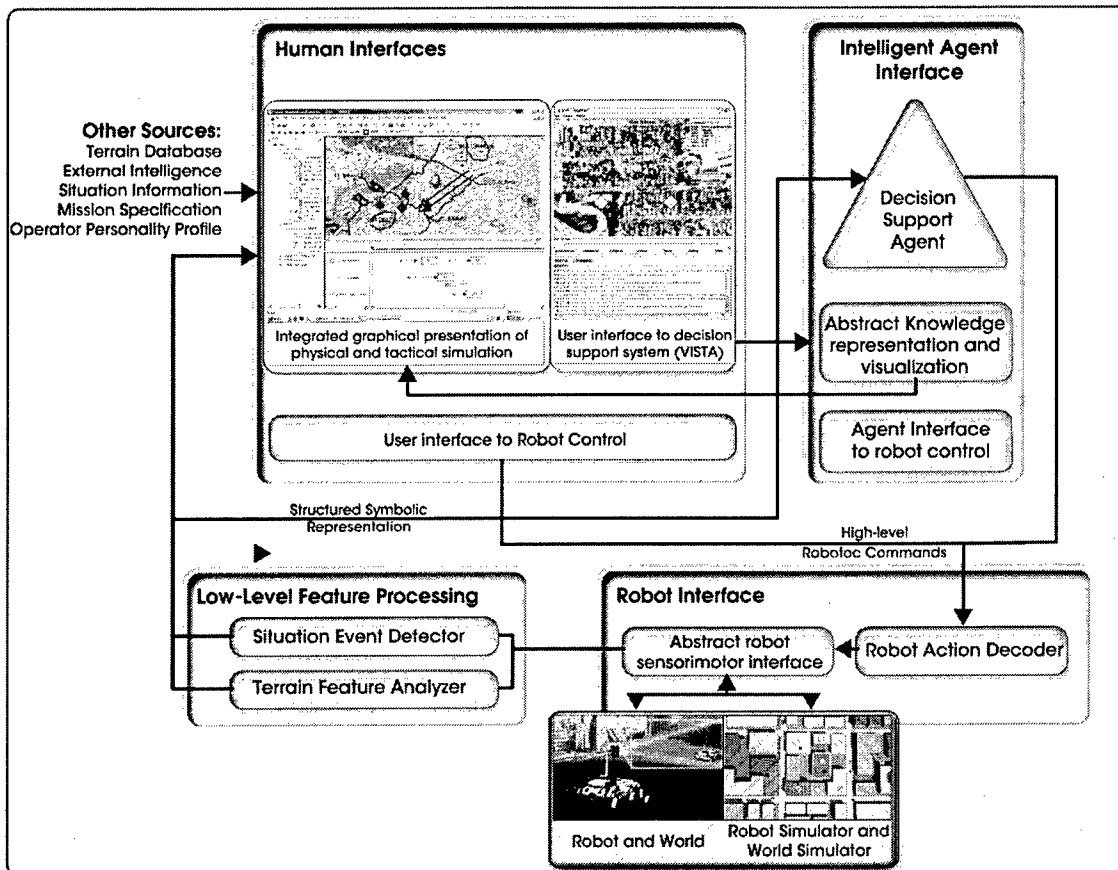 Human Interfaces
Intelligent Agent
Interface
Other Sources:
Terrain Database
External Intelligence
Situation Information
Mission Specification
Operator Personality Profile
Decision
Support
Agent
Integrated graphical presentation of
physical and tactical simulation
User interface to decision
support system (VISTA)
Abstract Knowledge
representation and
visualization
User interface to Robot Control
Agent Interface
to robot control
Structured Symbolic
Representation
High-level
Robotoc Commands
Low-Level Feature Processing
Situation Event Detector
Terrain Feature Analyzer
Robot Interface
Abstract robot
sensorimotor interface
Robot Action Decoder
Robot and World
Robot Simulator and
World Simulator